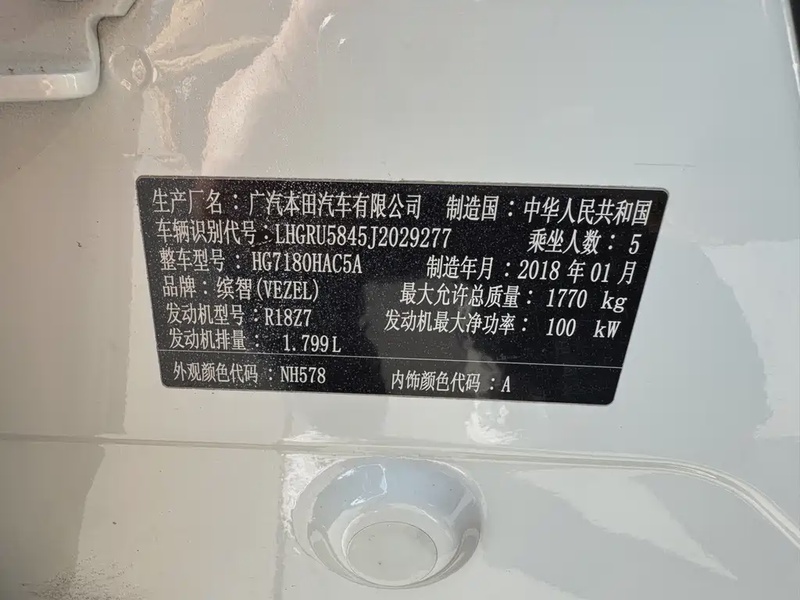 生产厂名：广汽本田汽车有限公司 制造国：中华人民共和国
车辆识别代号：LHGRU5845J2029277 乘坐人数：5
整车型号：HG7180HAC5A 制造年月：2018 年 01 月
品牌：缤智(VEZEL) 最大允许总质量：1770 kg
发动机型号：R18Z7 发动机最大净功率：100 kW
发动机排量：1.799L
外观颜色代码：NH578 内饰颜色代码：A